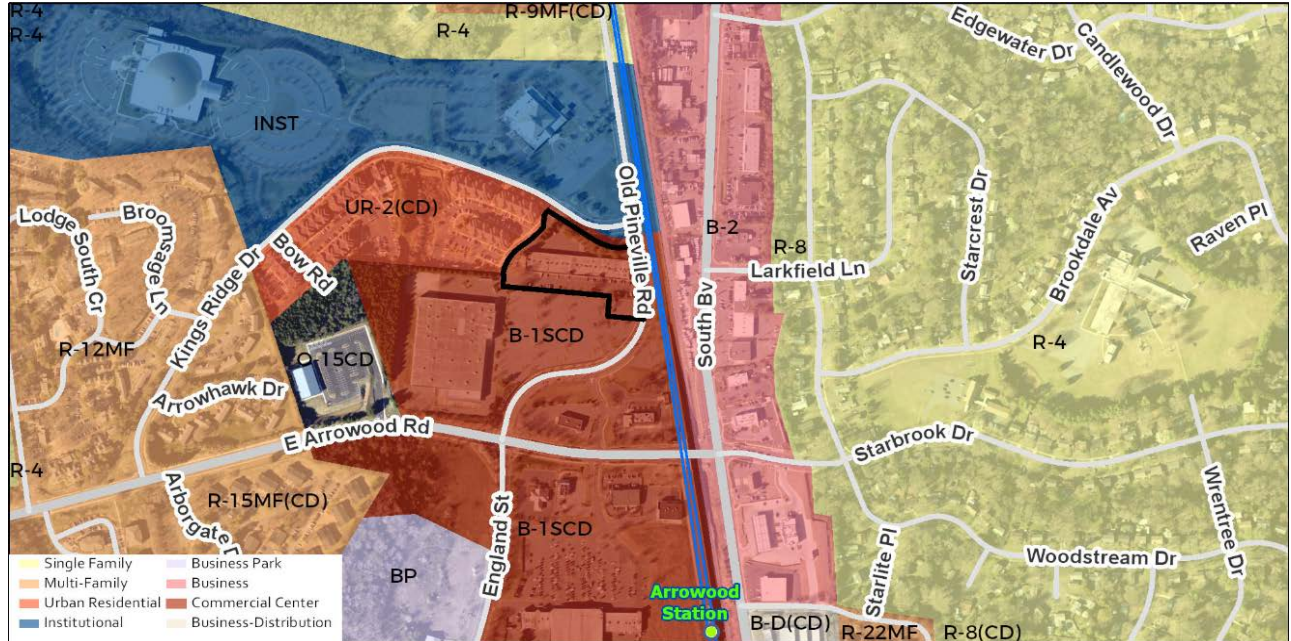 R-4
R-4
R-9MF(CD)
R-4
Edgewater Dr
Candlewood Dr
INST
Old Pineville Rd
UR-2(CD)
B-2
R-8
Larkfield Ln
Starcrest Dr
Brookdale Av
Raven Pl
Lodge South Cr
Broomsage Ln
Bow Rd
Kings Ridge Dr
South Bv
B-1SCD
R-12MF
O-15CD
R-4
Arrowhawk Dr
E Arrowood Rd
Starbrook Dr
R-4
Arborgate D
R-15MF(CD)
England St
B-1SCD
Wrentree Dr
Starlite Pl
Woodstream Dr
BP
Arrowood
Station
B-D(CD)
R-22MF
R-8(CD)
Single Family
Multi-Family
Urban Residential
Institutional
Business Park
Business
Commercial Center
Business-Distribution